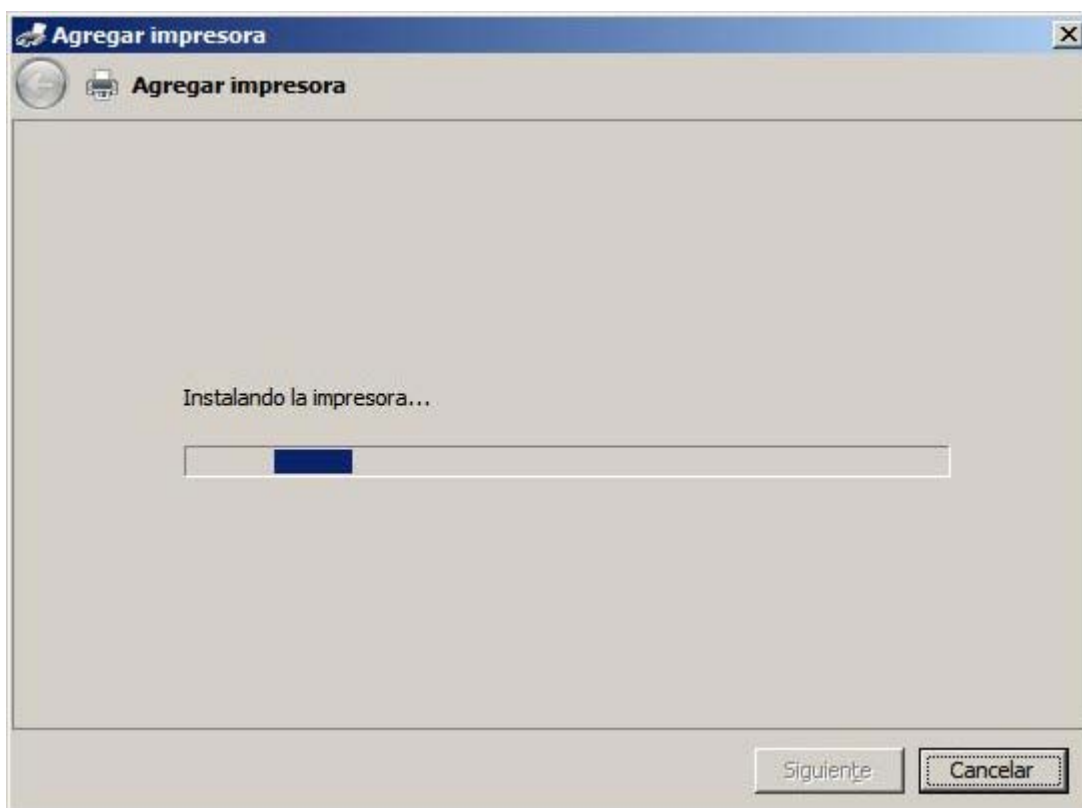 Agregar impresora
Agregar impresora
Instalando la impresora...
Siguiente
Cancelar